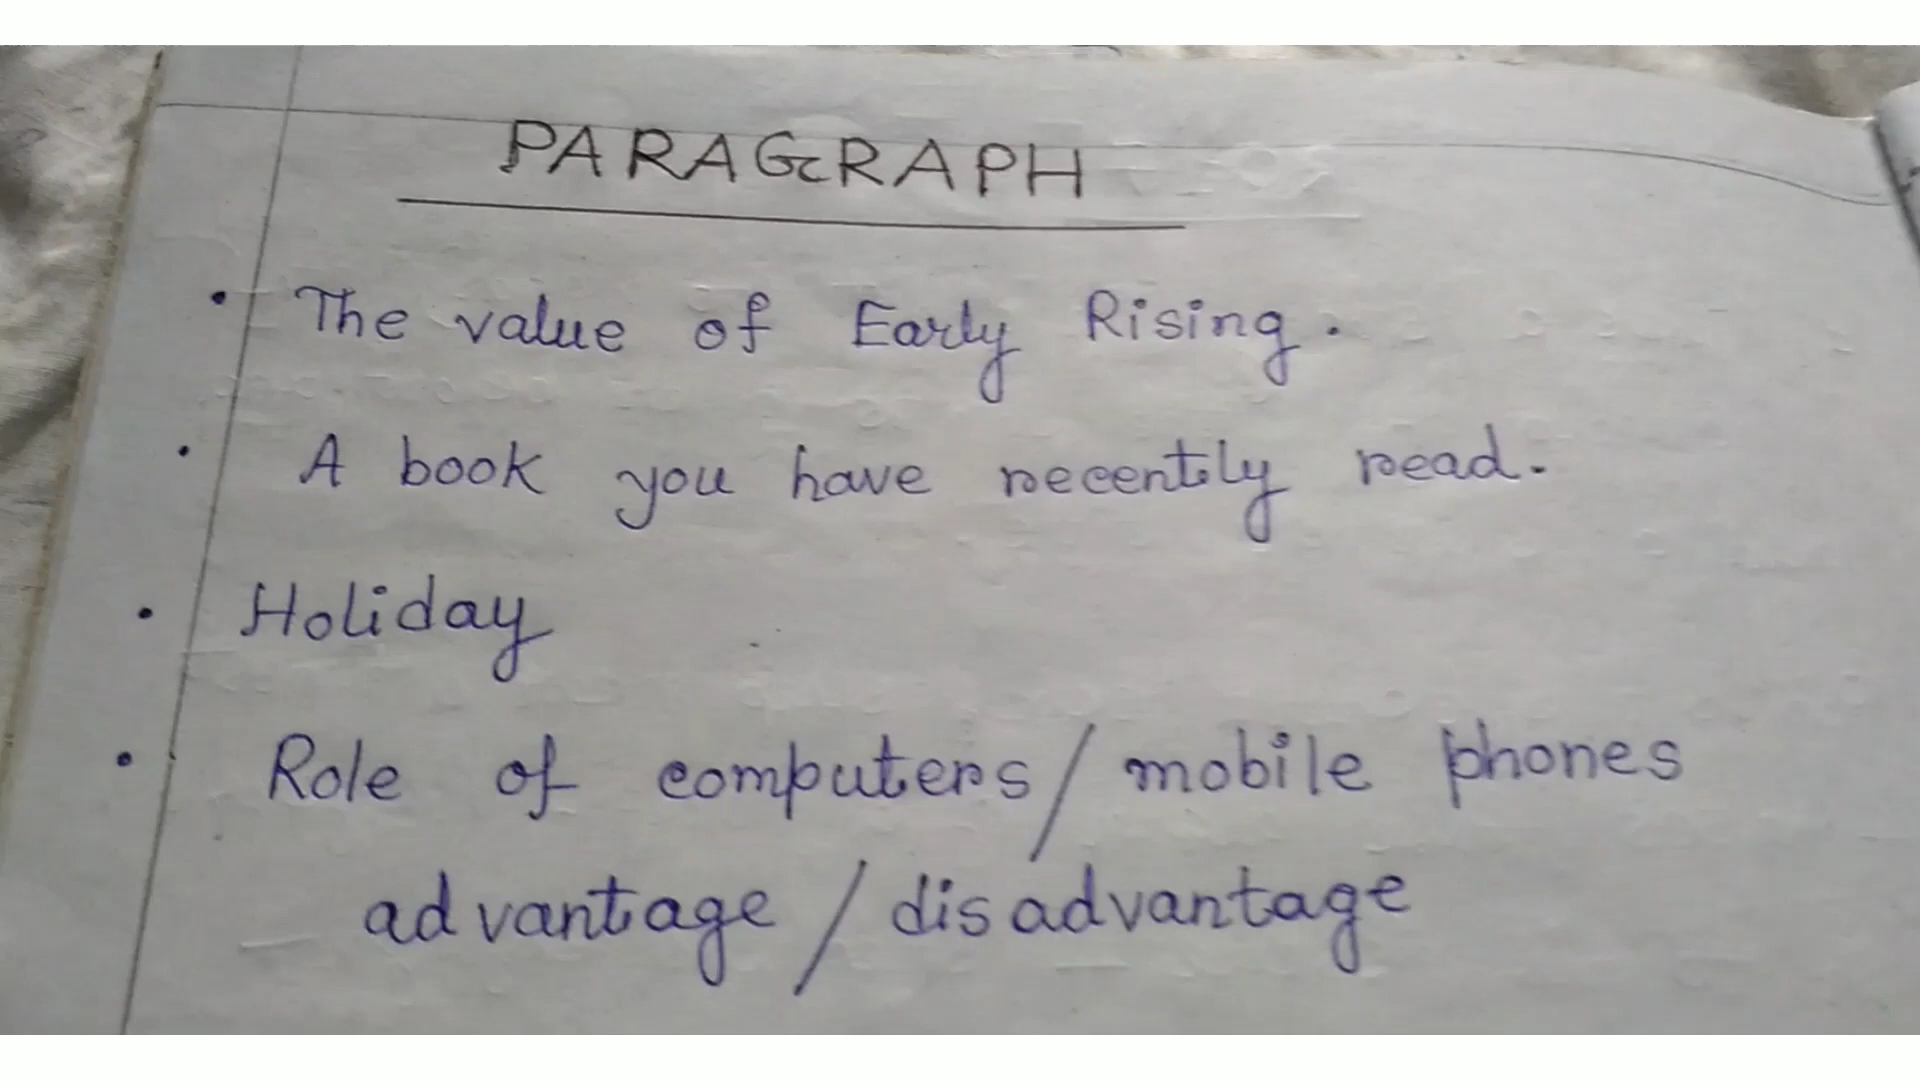 PARAGRAPH
• The value of Early Rising.
• A book you have recently read.
• Holiday
• Role of computers/mobile phones
advantage/disadvantage